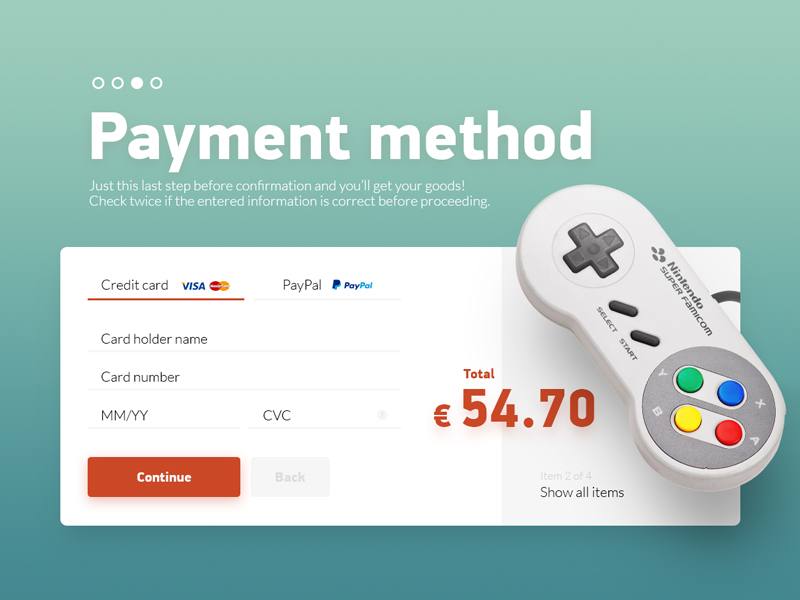 Payment method
Just this last step before confirmation and you'll get your goods!
Check twice if the entered information is correct before proceeding.
Credit card VISA MasterCard
PayPal PayPal
Card holder name
Card number
MM/YY
CVC
Continue
Back
Total
€ 54.70
Item 2 of 4
Show all items
Nintendo
SUPER FAMICOM
SELECT
START
Y
X
B
A